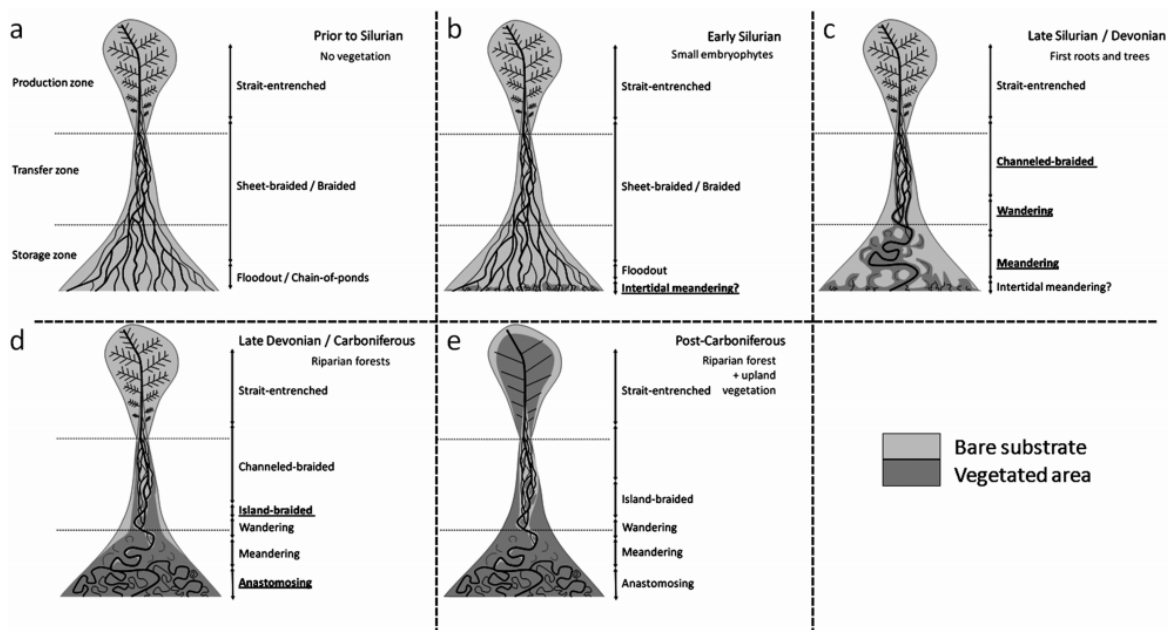 a
Prior to Silurian
No vegetation
Production zone
Strait-entrenched
Transfer zone
Sheet-braided / Braided
Storage zone
Floodout / Chain-of-ponds
b
Early Silurian
Small embryophytes
Strait-entrenched
Sheet-braided / Braided
Floodout
Intertidal meandering?
c
Late Silurian / Devonian
First roots and trees
Strait-entrenched
Channeled-braided
Wandering
Meandering
Intertidal meandering?
d
Late Devonian / Carboniferous
Riparian forests
Strait-entrenched
Channeled-braided
Island-braided
Wandering
Meandering
Anastomosing
e
Post-Carboniferous
Riparian forest
+ upland
vegetation
Strait-entrenched
Island-braided
Wandering
Meandering
Anastomosing
Bare substrate
Vegetated area